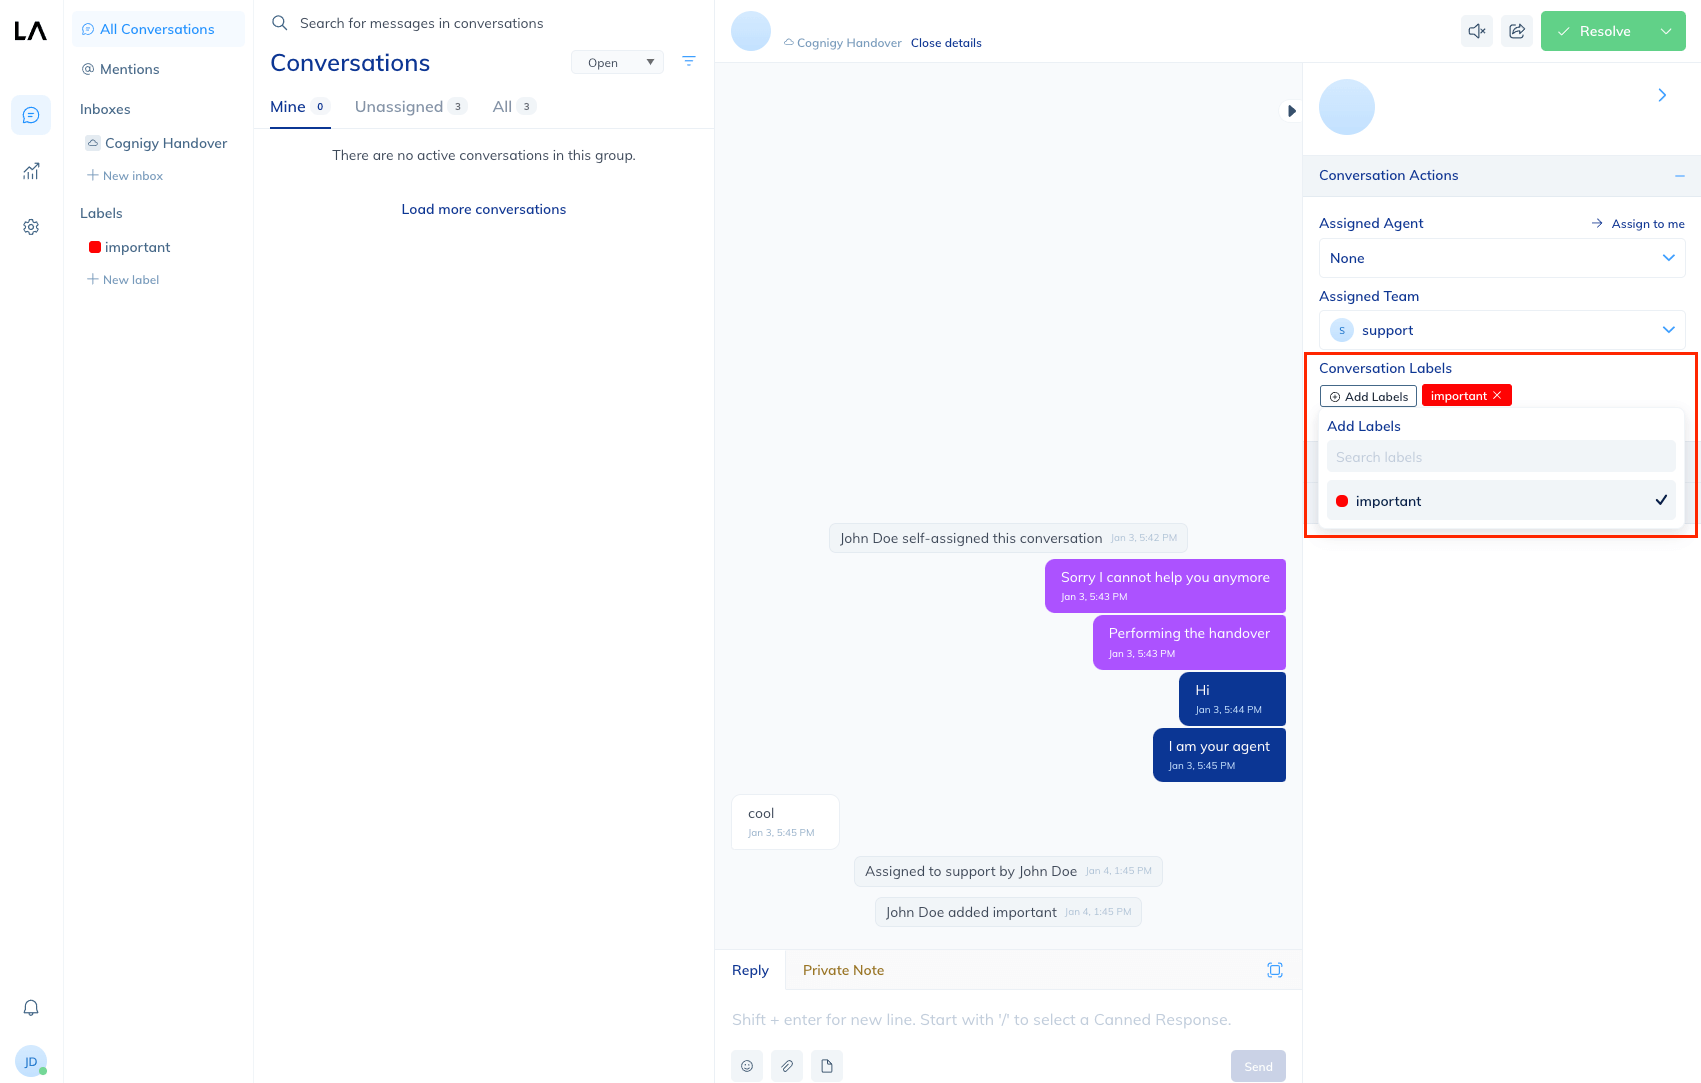 LA
All Conversations
Mentions
Inboxes
Cognigy Handover
New inbox
Labels
important
New label
JD
Search for messages in conversations
Conversations
Open
Mine 0 Unassigned 3 All 3
There are no active conversations in this group.
Load more conversations
Cognigy Handover Close details
Resolve
John Doe self-assigned this conversation Jan 3, 5:42 PM
Sorry I cannot help you anymore
Jan 3, 5:43 PM
Performing the handover
Jan 3, 5:43 PM
Hi
Jan 3, 5:44 PM
I am your agent
Jan 3, 5:45 PM
cool
Jan 3, 5:45 PM
Assigned to support by John Doe Jan 4, 1:45 PM
John Doe added important Jan 4, 1:45 PM
Reply Private Note
Shift + enter for new line. Start with '/' to select a Canned Response.
Send
Conversation Actions
Assigned Agent Assign to me
None
Assigned Team
S support
Conversation Labels
Add Labels important
Add Labels
Search labels
important